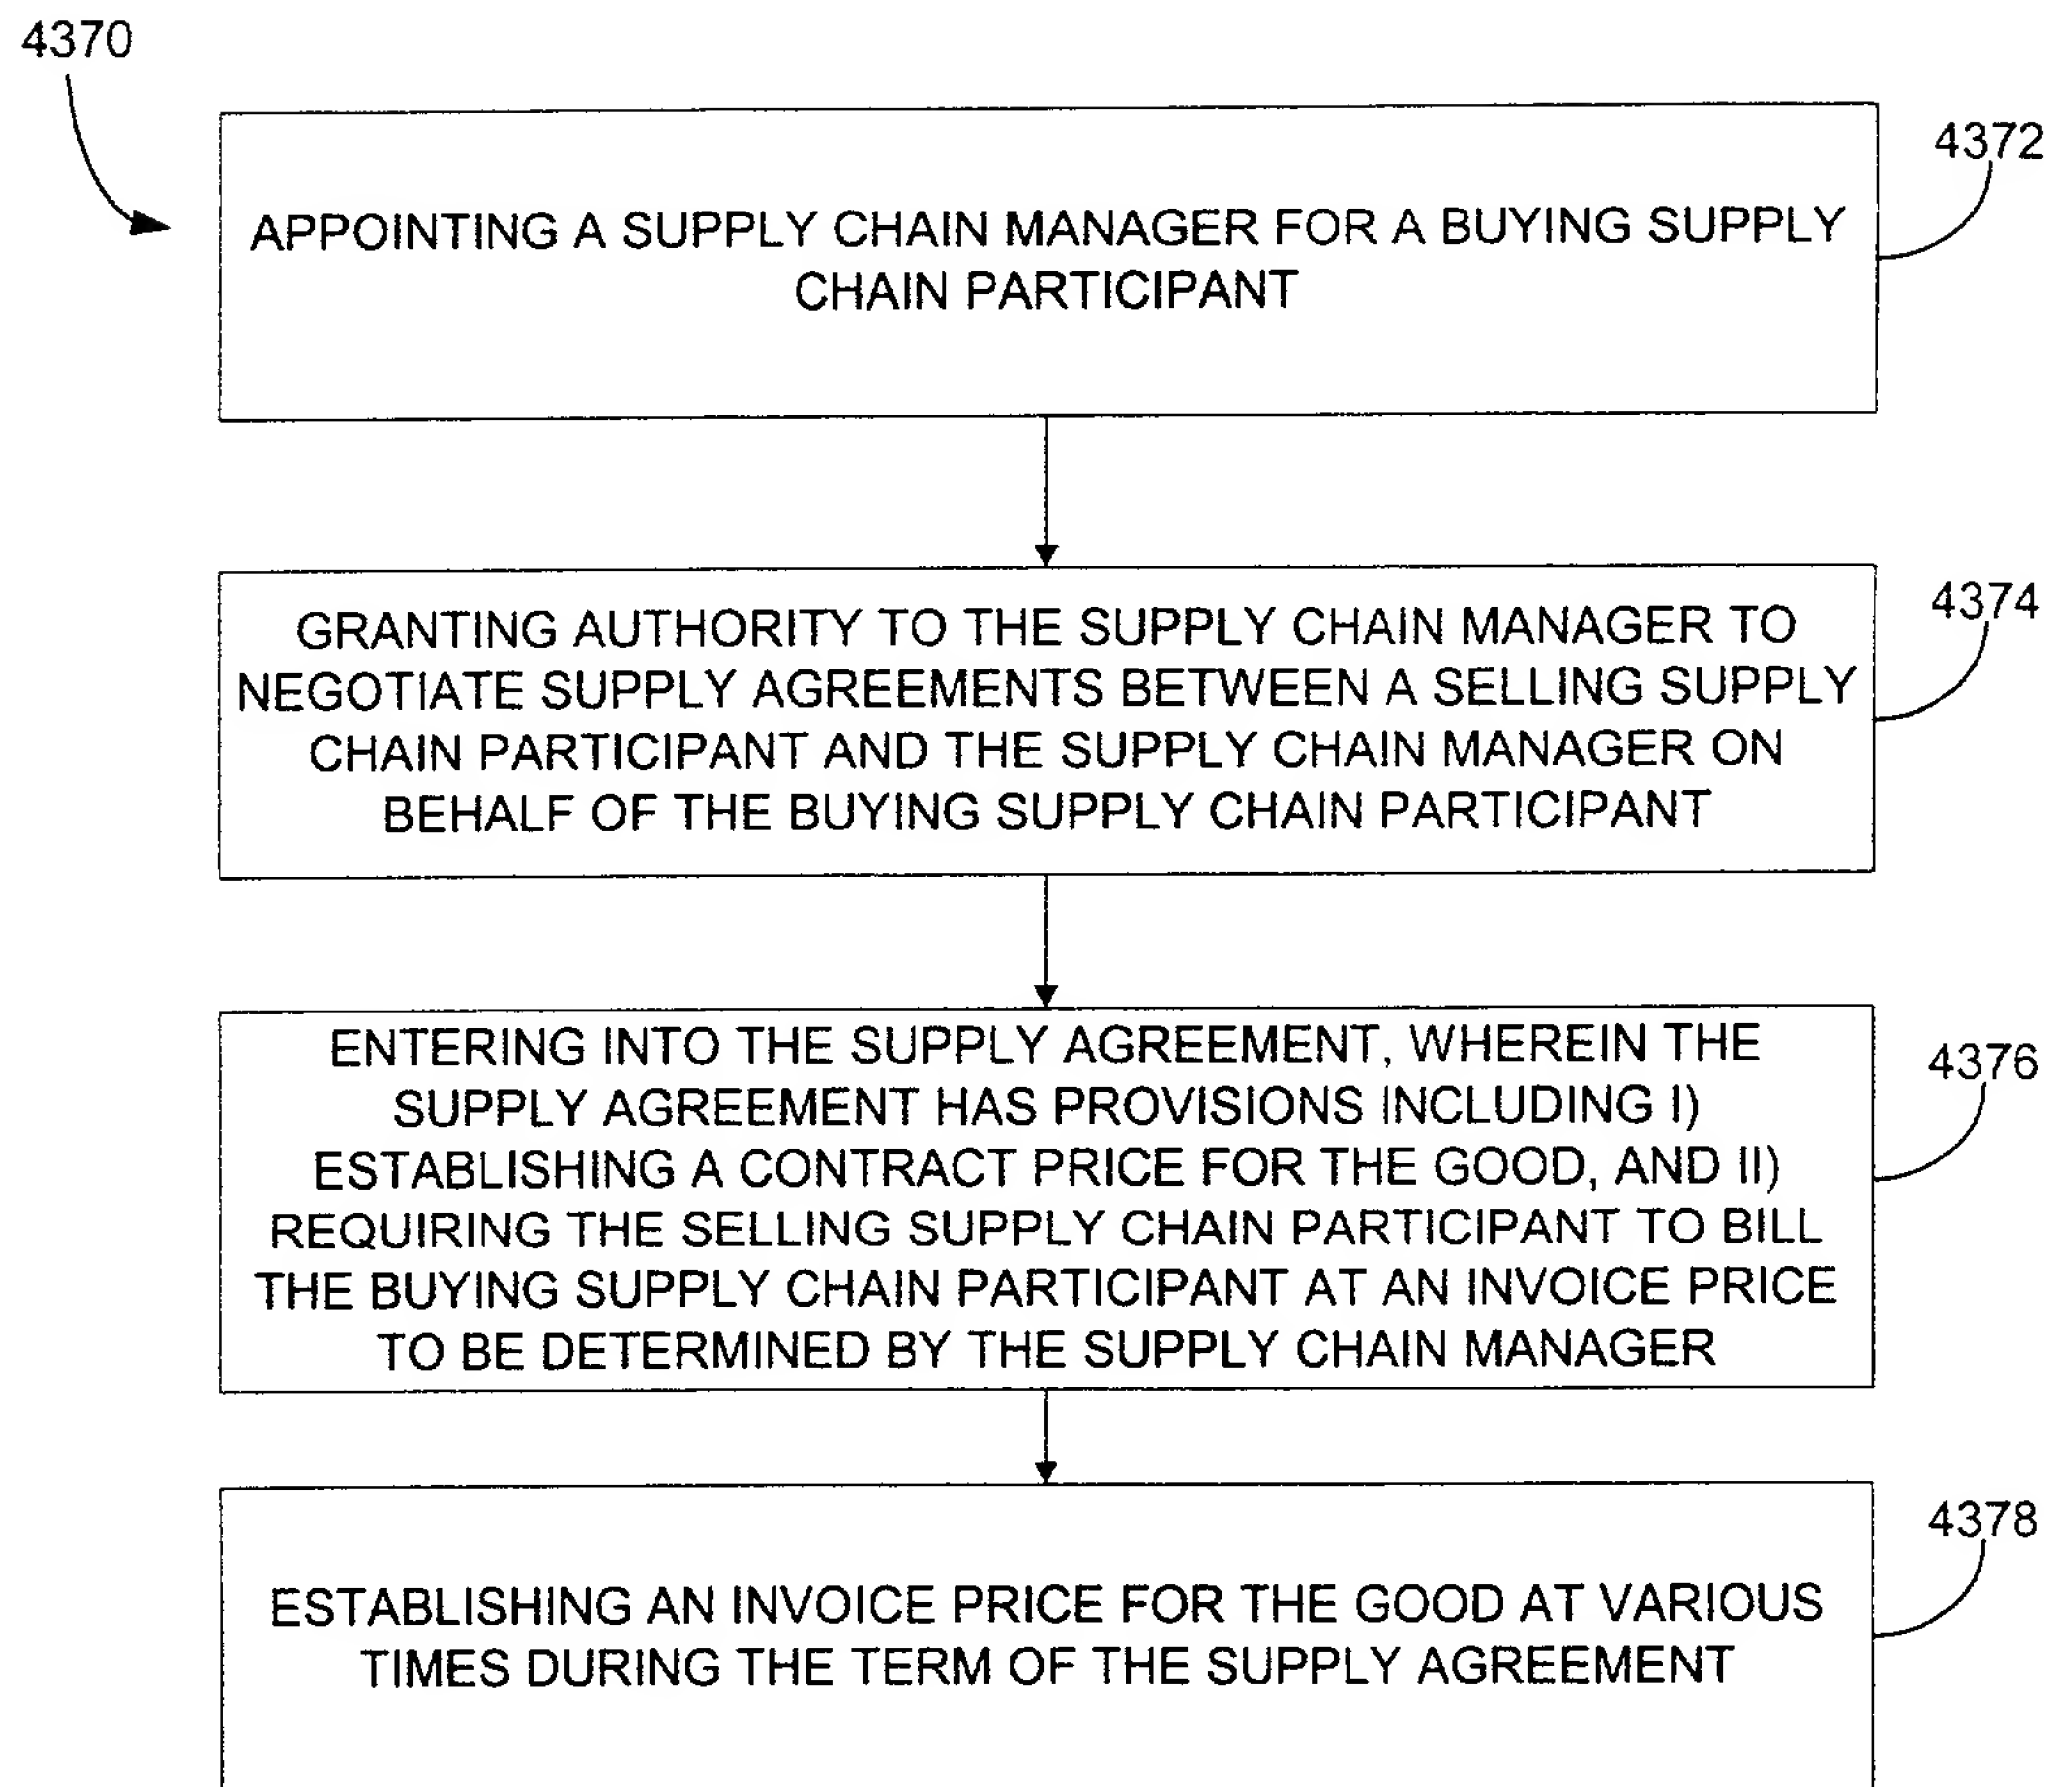 4370
4372
APPOINTING A SUPPLY CHAIN MANAGER FOR A BUYING SUPPLY
CHAIN PARTICIPANT
4374
GRANTING AUTHORITY TO THE SUPPLY CHAIN MANAGER TO
NEGOTIATE SUPPLY AGREEMENTS BETWEEN A SELLING SUPPLY
CHAIN PARTICIPANT AND THE SUPPLY CHAIN MANAGER ON
BEHALF OF THE BUYING SUPPLY CHAIN PARTICIPANT
4376
ENTERING INTO THE SUPPLY AGREEMENT, WHEREIN THE
SUPPLY AGREEMENT HAS PROVISIONS INCLUDING I)
ESTABLISHING A CONTRACT PRICE FOR THE GOOD, AND II)
REQUIRING THE SELLING SUPPLY CHAIN PARTICIPANT TO BILL
THE BUYING SUPPLY CHAIN PARTICIPANT AT AN INVOICE PRICE
TO BE DETERMINED BY THE SUPPLY CHAIN MANAGER
4378
ESTABLISHING AN INVOICE PRICE FOR THE GOOD AT VARIOUS
TIMES DURING THE TERM OF THE SUPPLY AGREEMENT